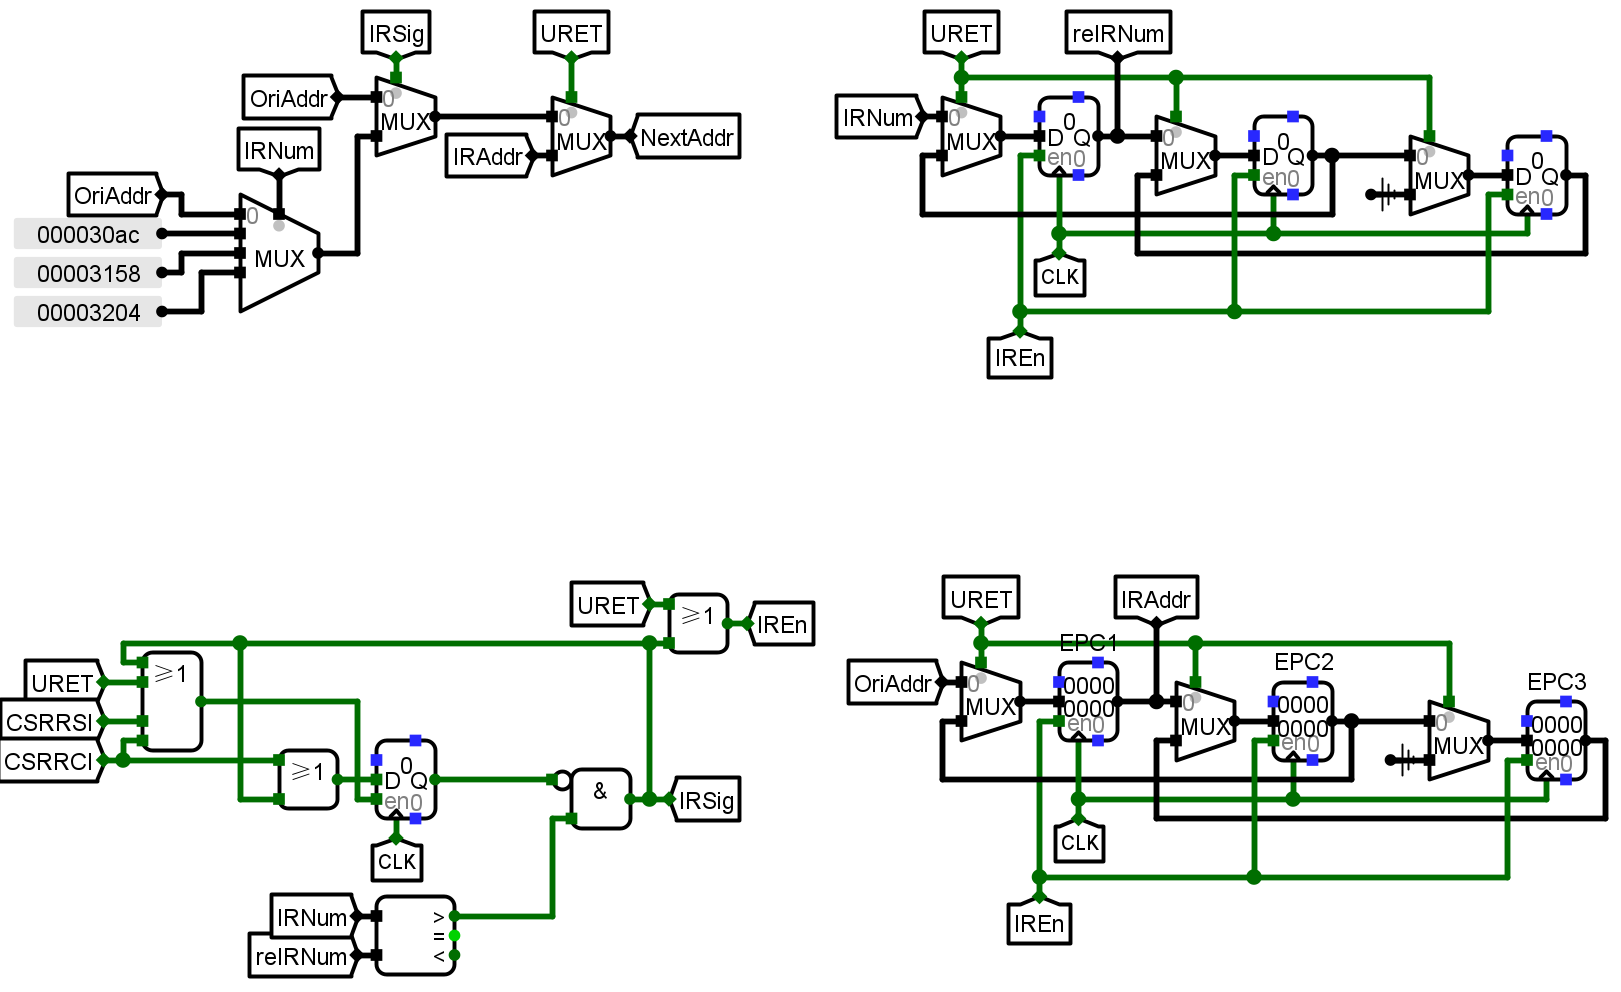 IRSig
URET
OriAddr
0
MUX
0
MUX
NextAddr
IRAddr
IRNum
OriAddr
0
MUX
000030ac
00003158
00003204
URET
reIRNum
IRNum
0
MUX
0
D Q
en0
0
MUX
0
D Q
en0
0
MUX
0
D Q
en0
CLK
IREn
URET
≥1
IREn
≥1
URET
CSRRSI
CSRRCI
≥1
0
D Q
en0
&
IRSig
CLK
IRNum
reIRNum
>
=
<
URET
IRAddr
EPC1
EPC2
EPC3
OriAddr
0
MUX
0000
0000
en0
0
MUX
0000
0000
en0
0
MUX
0000
0000
en0
CLK
IREn